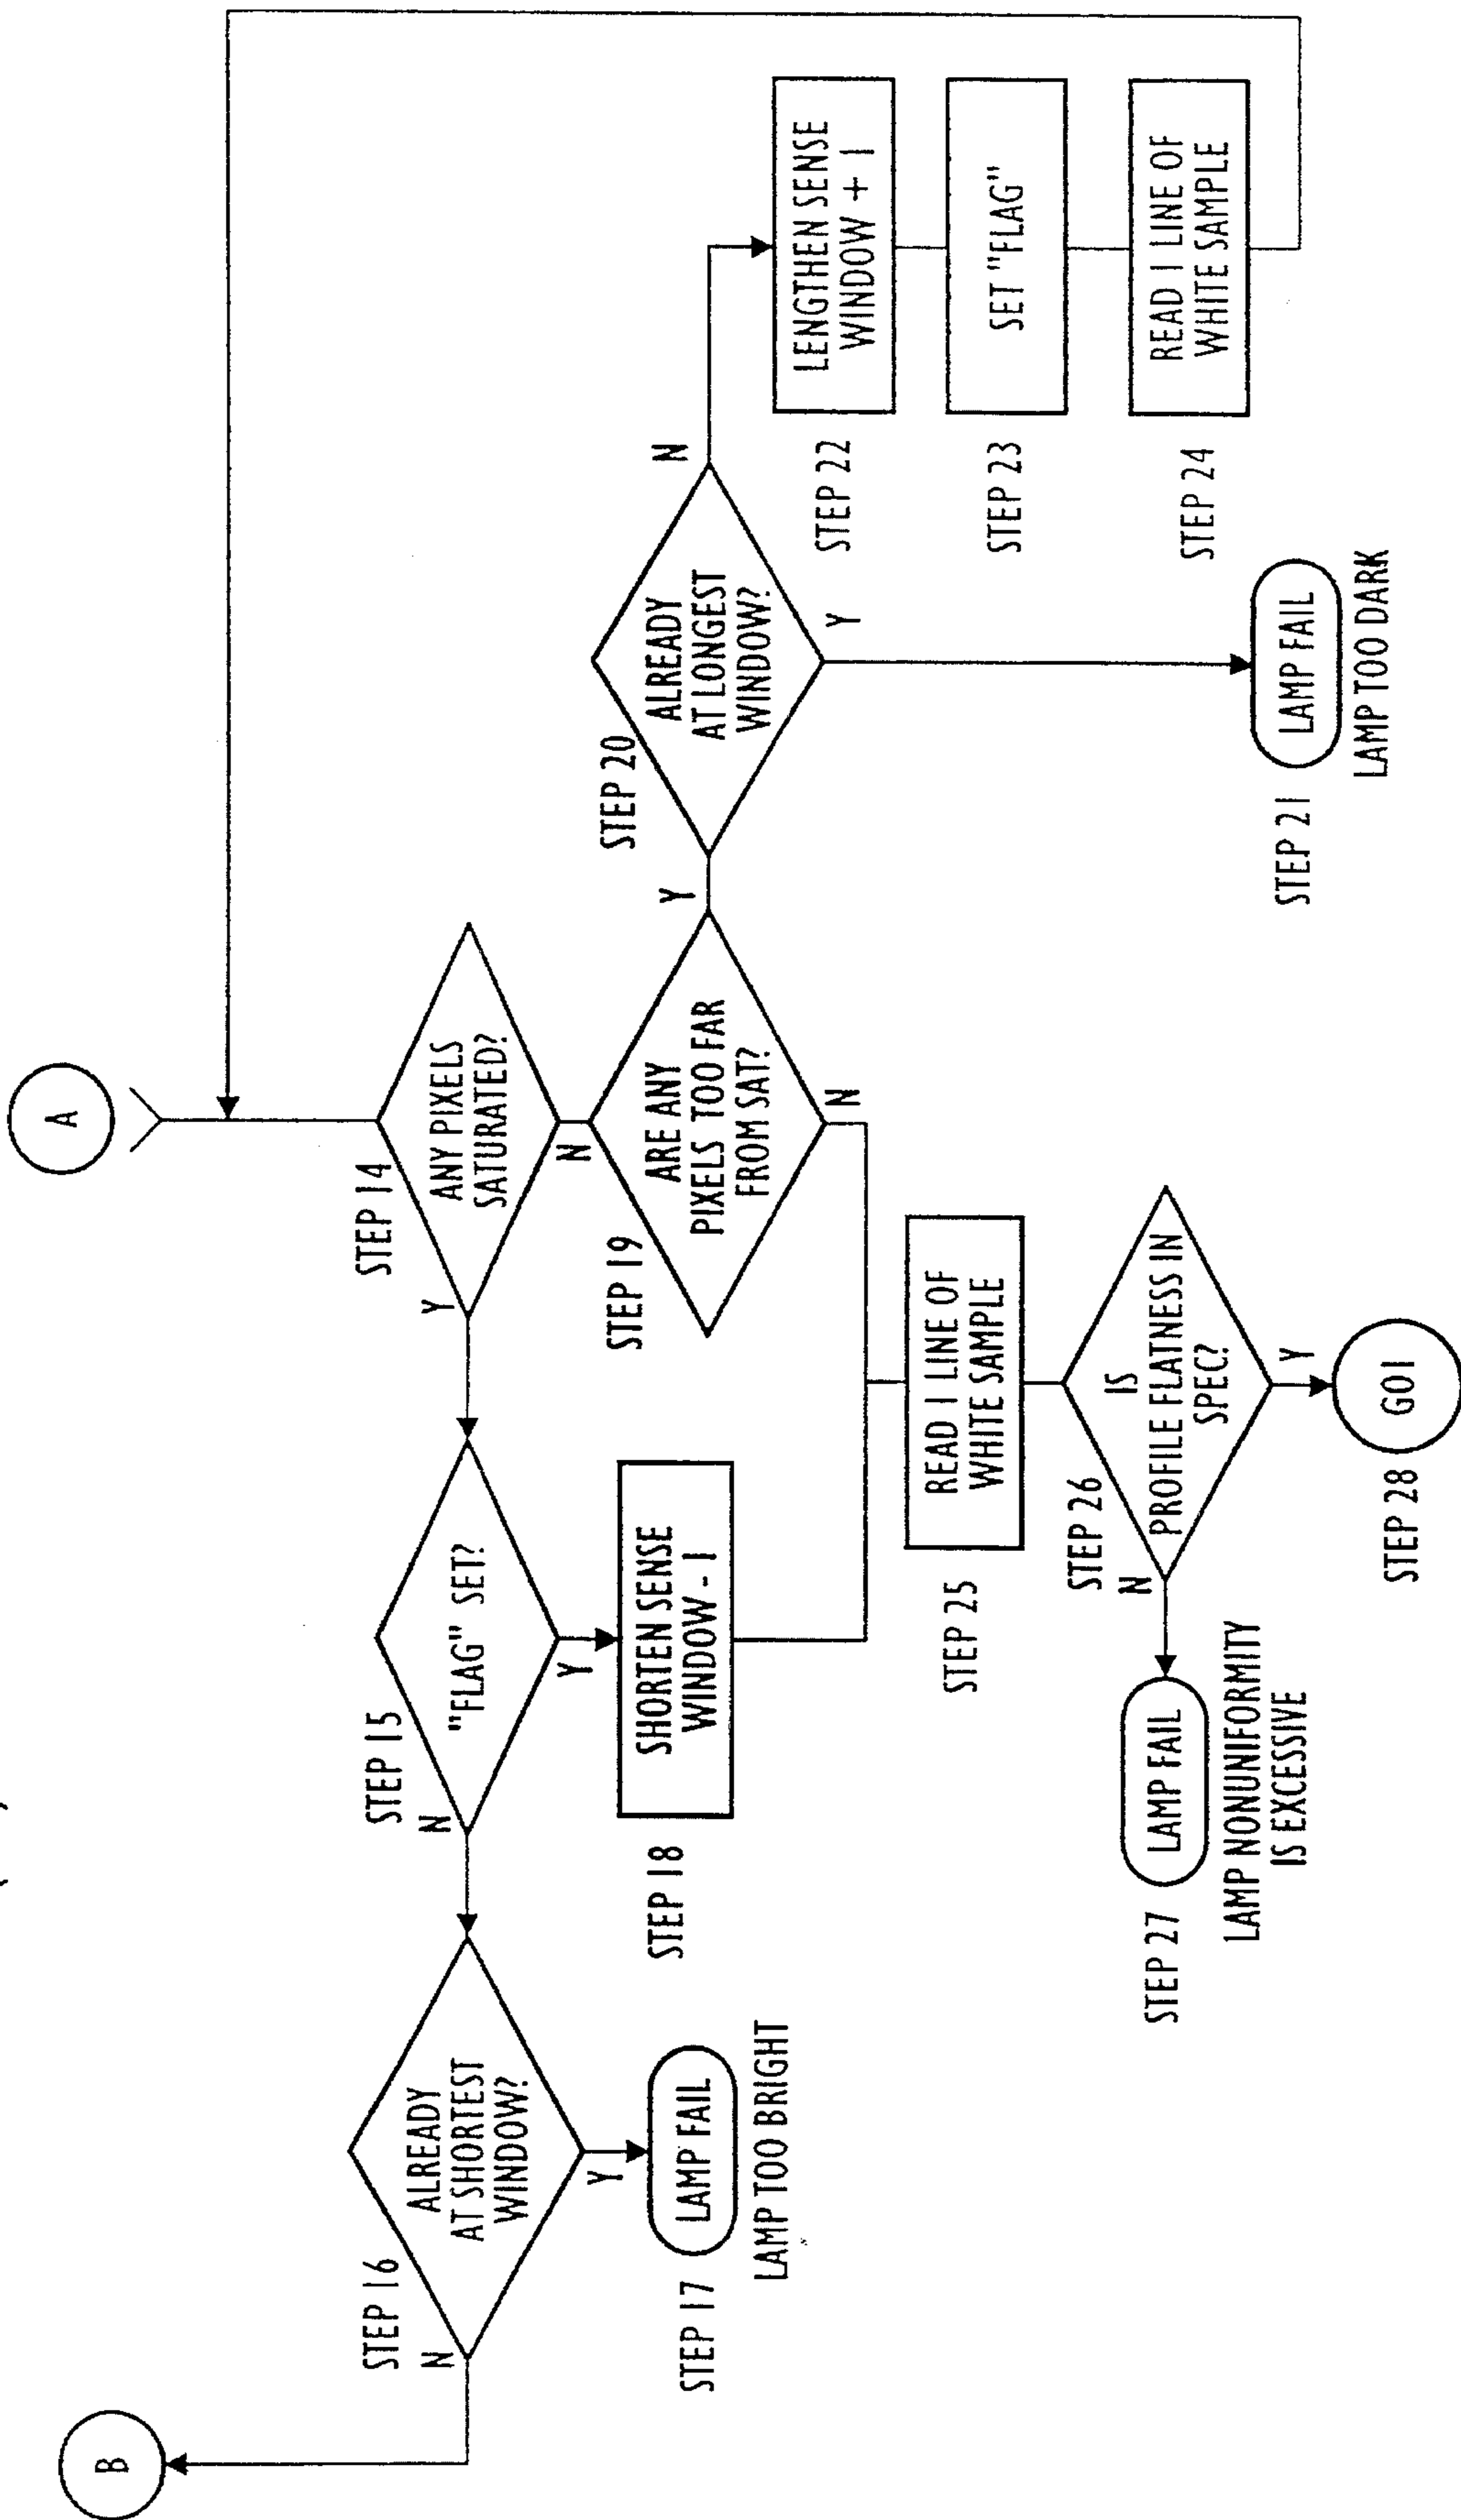 A
STEP 14
ANY PIXELS
SATURATED?
Y
N
STEP 15
"FLAG" SET?
N
Y
STEP 16
ALREADY
AT SHORTEST
WINDOW?
N
Y
B
STEP 17
LAMP FAIL
LAMP TOO BRIGHT
STEP 18
SHORTEN SENSE
WINDOW - 1
STEP 19
ARE ANY
PIXELS TOO FAR
FROM SAT?
Y
N
STEP 20
ALREADY
AT LONGEST
WINDOW?
N
Y
STEP 21
LAMP FAIL
LAMP TOO DARK
STEP 22
LENGTHEN SENSE
WINDOW + 1
STEP 23
SET "FLAG"
STEP 24
READ 1 LINE OF
WHITE SAMPLE
STEP 25
READ 1 LINE OF
WHITE SAMPLE
STEP 26
IS
PROFILE FLATNESS IN
SPEC?
N
Y
STEP 27
LAMP FAIL
LAMP NONUNIFORMITY
IS EXCESSIVE
STEP 28
GO1